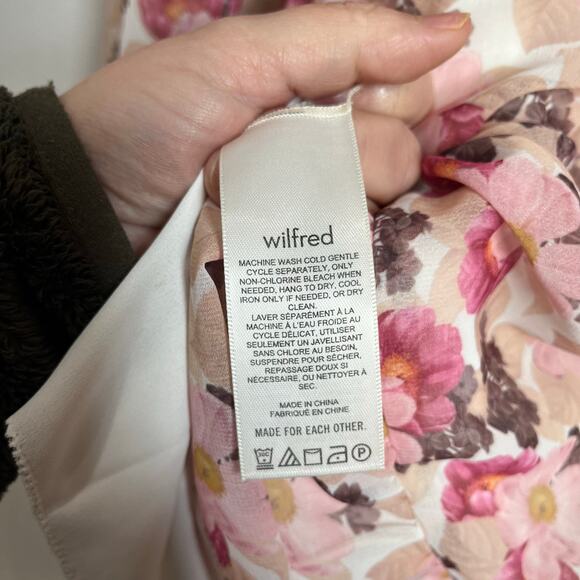 wilfred
MACHINE WASH COLD GENTLE
CYCLE SEPARATELY, ONLY
NON-CHLORINE BLEACH WHEN
NEEDED, HANG TO DRY, COOL
IRON ONLY IF NEEDED, OR DRY
CLEAN.
LAVER SÉPARÉMENT À LA
MACHINE À L'EAU FROIDE AU
CYCLE DÉLICAT, UTILISER
SEULEMENT UN JAVELLISANT
SANS CHLORE AU BESOIN,
SUSPENDRE POUR SÉCHER,
REPASSAGE DOUX SI
NÉCESSAIRE, OU NETTOYER À
SEC.
MADE IN CHINA
FABRIQUÉ EN CHINE
MADE FOR EACH OTHER.
P